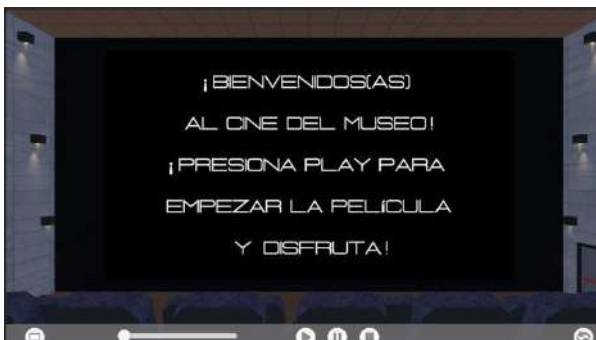 ¡BIENVENIDOS(AS)
AL CINE DEL MUSEO!
¡PRESIONA PLAY PARA
EMPEZAR LA PELÍCULA
Y DISFRUTA!